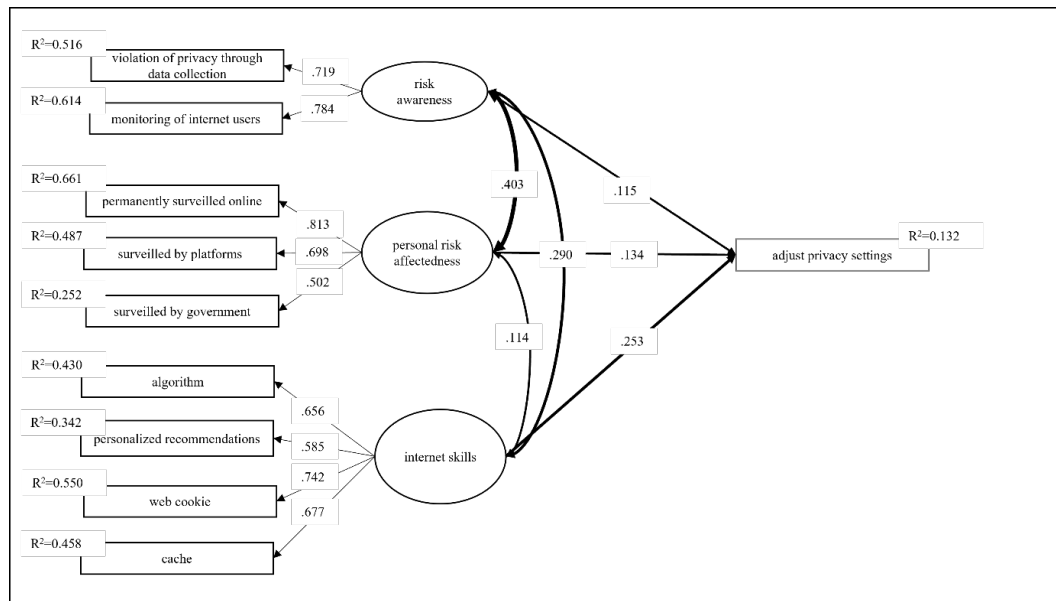 R²=0.516
violation of privacy through
data collection
.719
risk
awareness
R²=0.614
monitoring of internet users
.784
.403
.115
R²=0.661
permanently surveilled online
.813
R²=0.487
surveilled by platforms
.698
personal risk
affectedness
.290
.134
R²=0.132
adjust privacy settings
R²=0.252
surveilled by government
.502
.114
.253
R²=0.430
algorithm
.656
R²=0.342
personalized recommendations
.585
internet skills
R²=0.550
web cookie
.742
R²=0.458
cache
.677